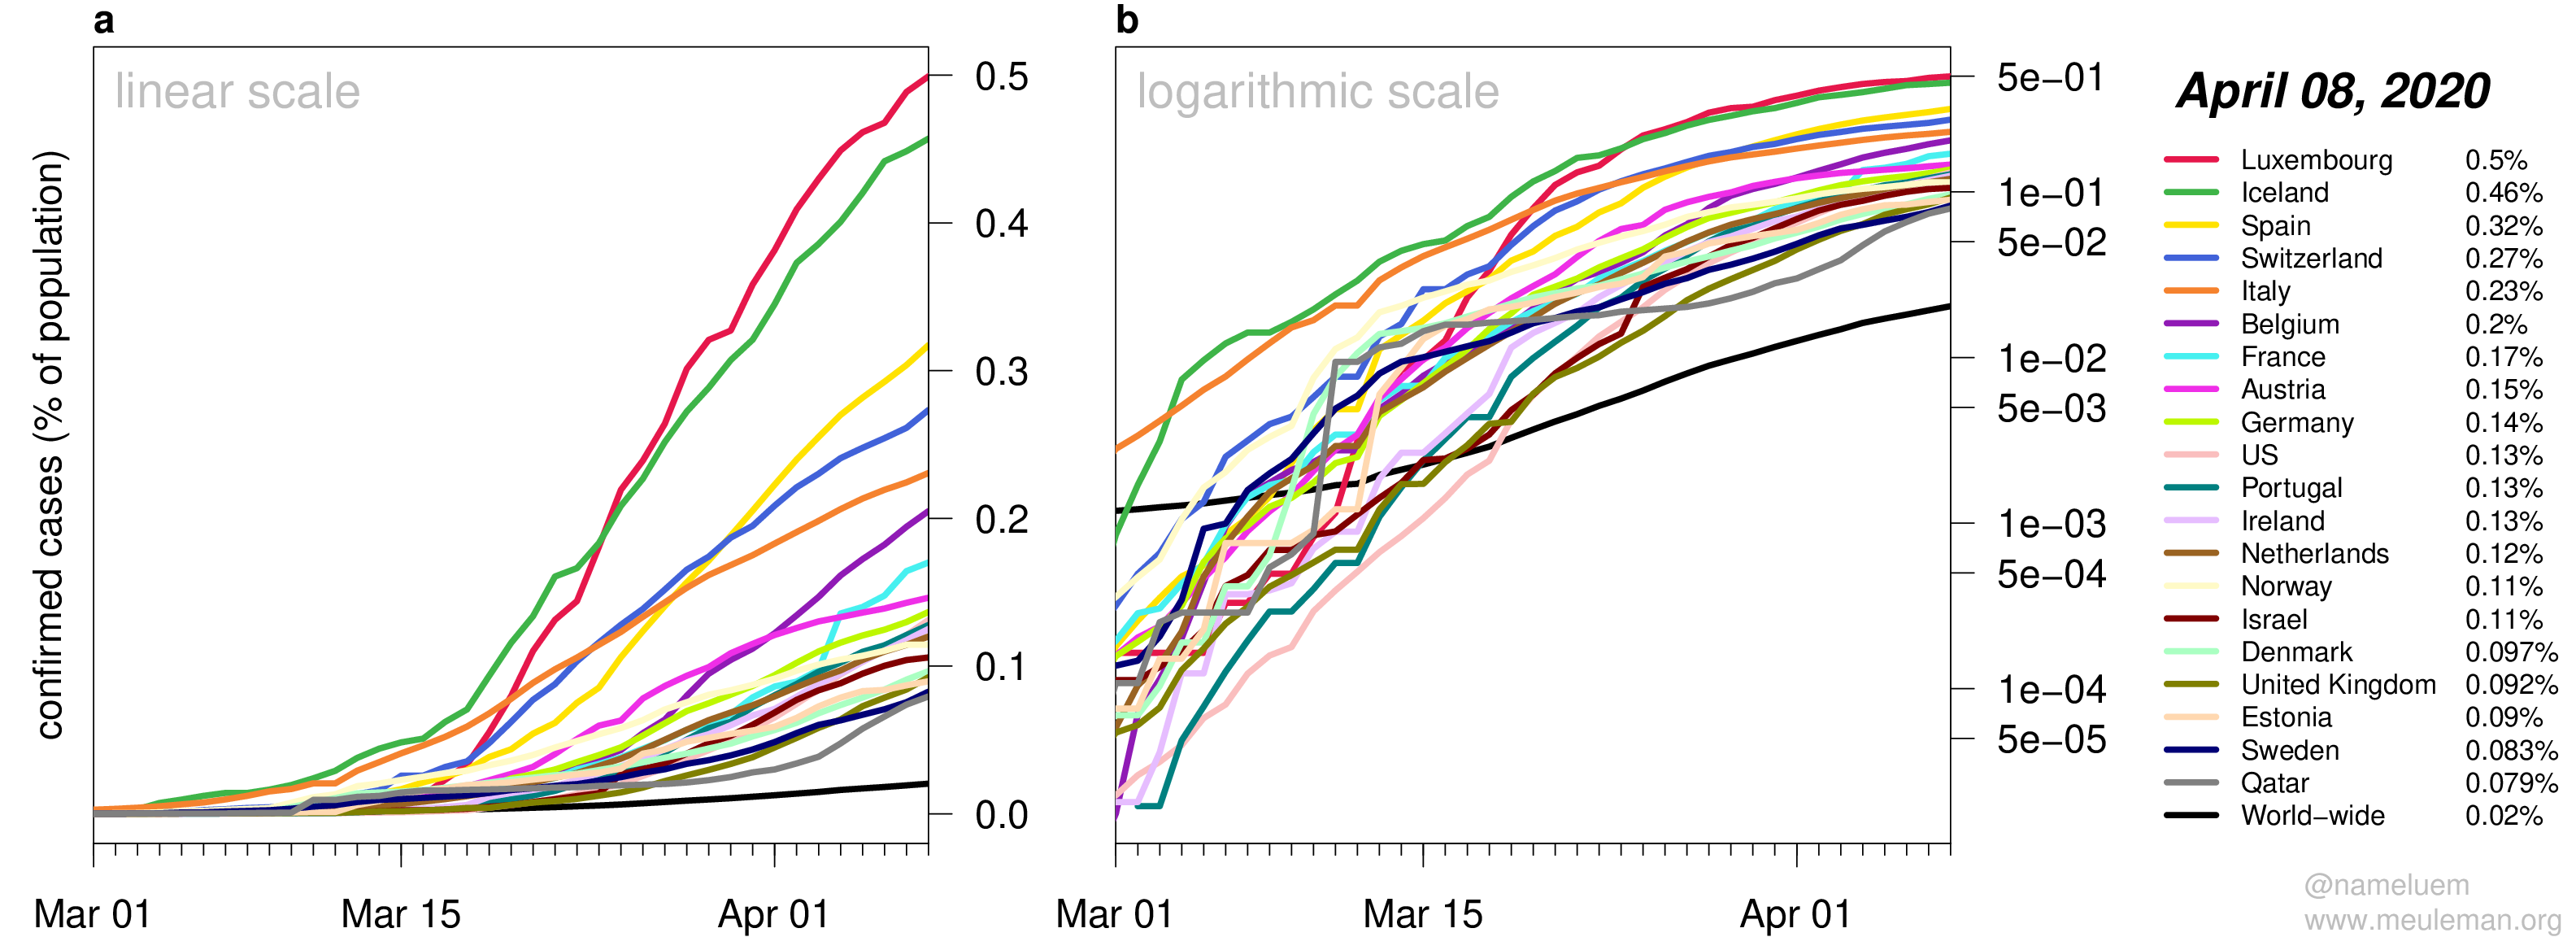 a
linear scale
confirmed cases (% of population)
0.5
0.4
0.3
0.2
0.1
0.0
Mar 01 Mar 15 Apr 01
b
logarithmic scale
5e−01
1e−01
5e−02
1e−02
5e−03
1e−03
5e−04
1e−04
5e−05
Mar 01 Mar 15 Apr 01
April 08, 2020
Luxembourg 0.5%
Iceland 0.46%
Spain 0.32%
Switzerland 0.27%
Italy 0.23%
Belgium 0.2%
France 0.17%
Austria 0.15%
Germany 0.14%
US 0.13%
Portugal 0.13%
Ireland 0.13%
Netherlands 0.12%
Norway 0.11%
Israel 0.11%
Denmark 0.097%
United Kingdom 0.092%
Estonia 0.09%
Sweden 0.083%
Qatar 0.079%
World−wide 0.02%
@nameluem
www.meuleman.org